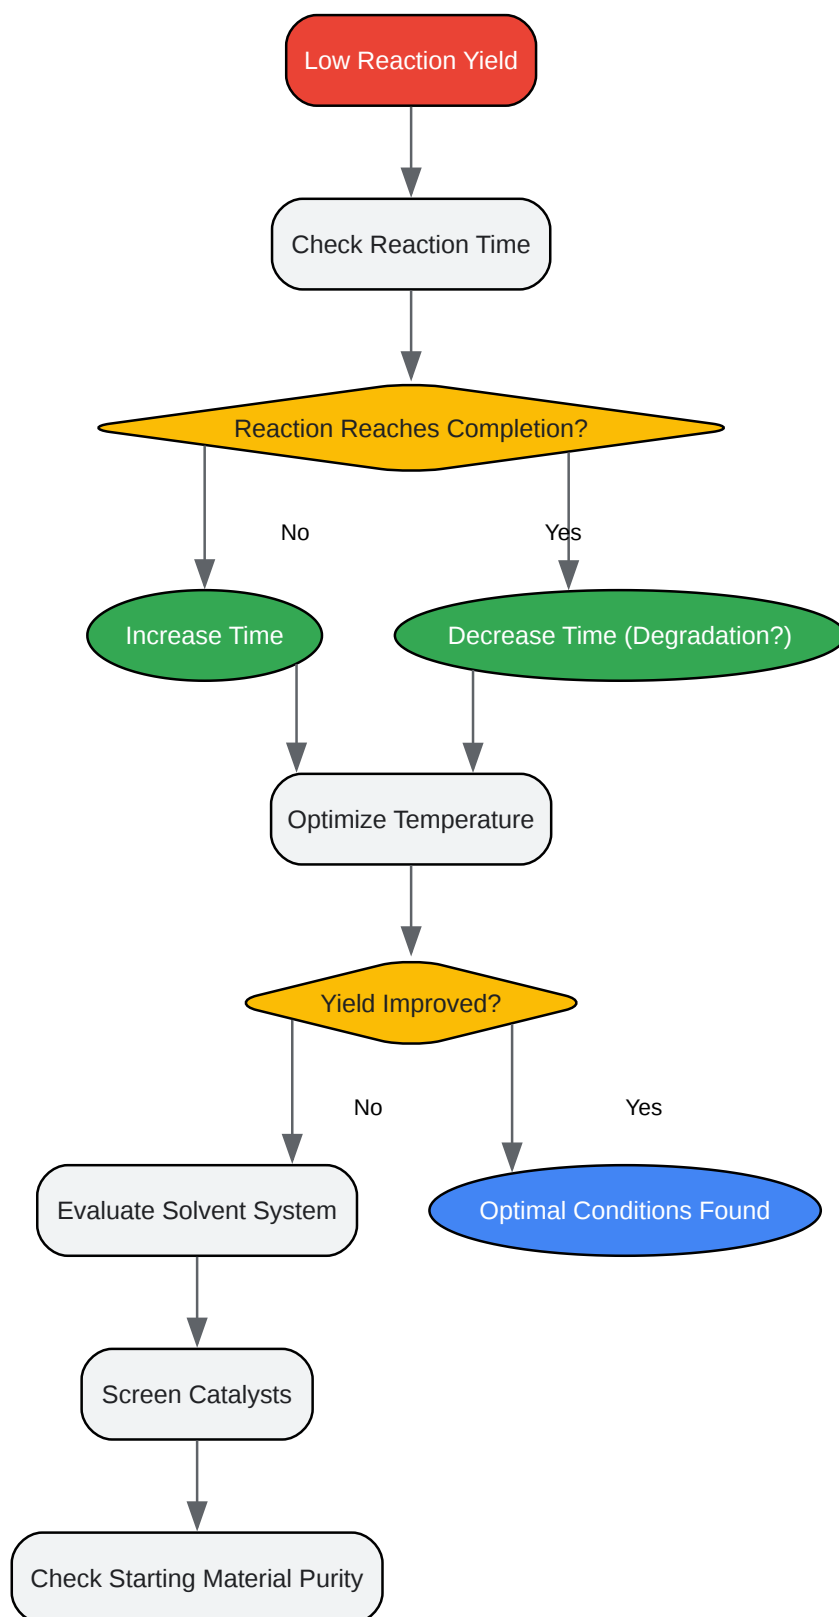 Low Reaction Yield
Check Reaction Time
Reaction Reaches Completion?
No
Yes
Increase Time
Decrease Time (Degradation?)
Optimize Temperature
Yield Improved?
No
Yes
Evaluate Solvent System
Optimal Conditions Found
Screen Catalysts
Check Starting Material Purity